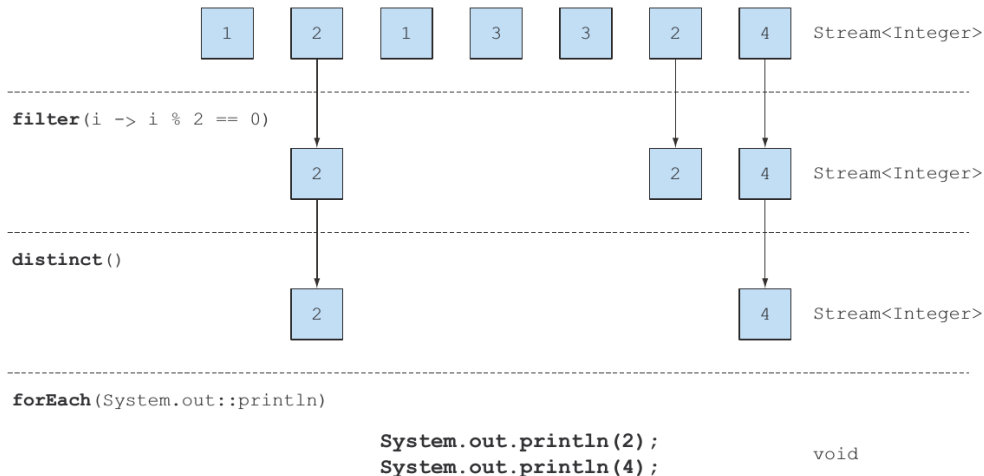 1 2 1 3 3 2 4 Stream<Integer>
filter(i -> i % 2 == 0)
2 2 4 Stream<Integer>
distinct()
2 4 Stream<Integer>
forEach(System.out::println)
System.out.println(2);
void
System.out.println(4);